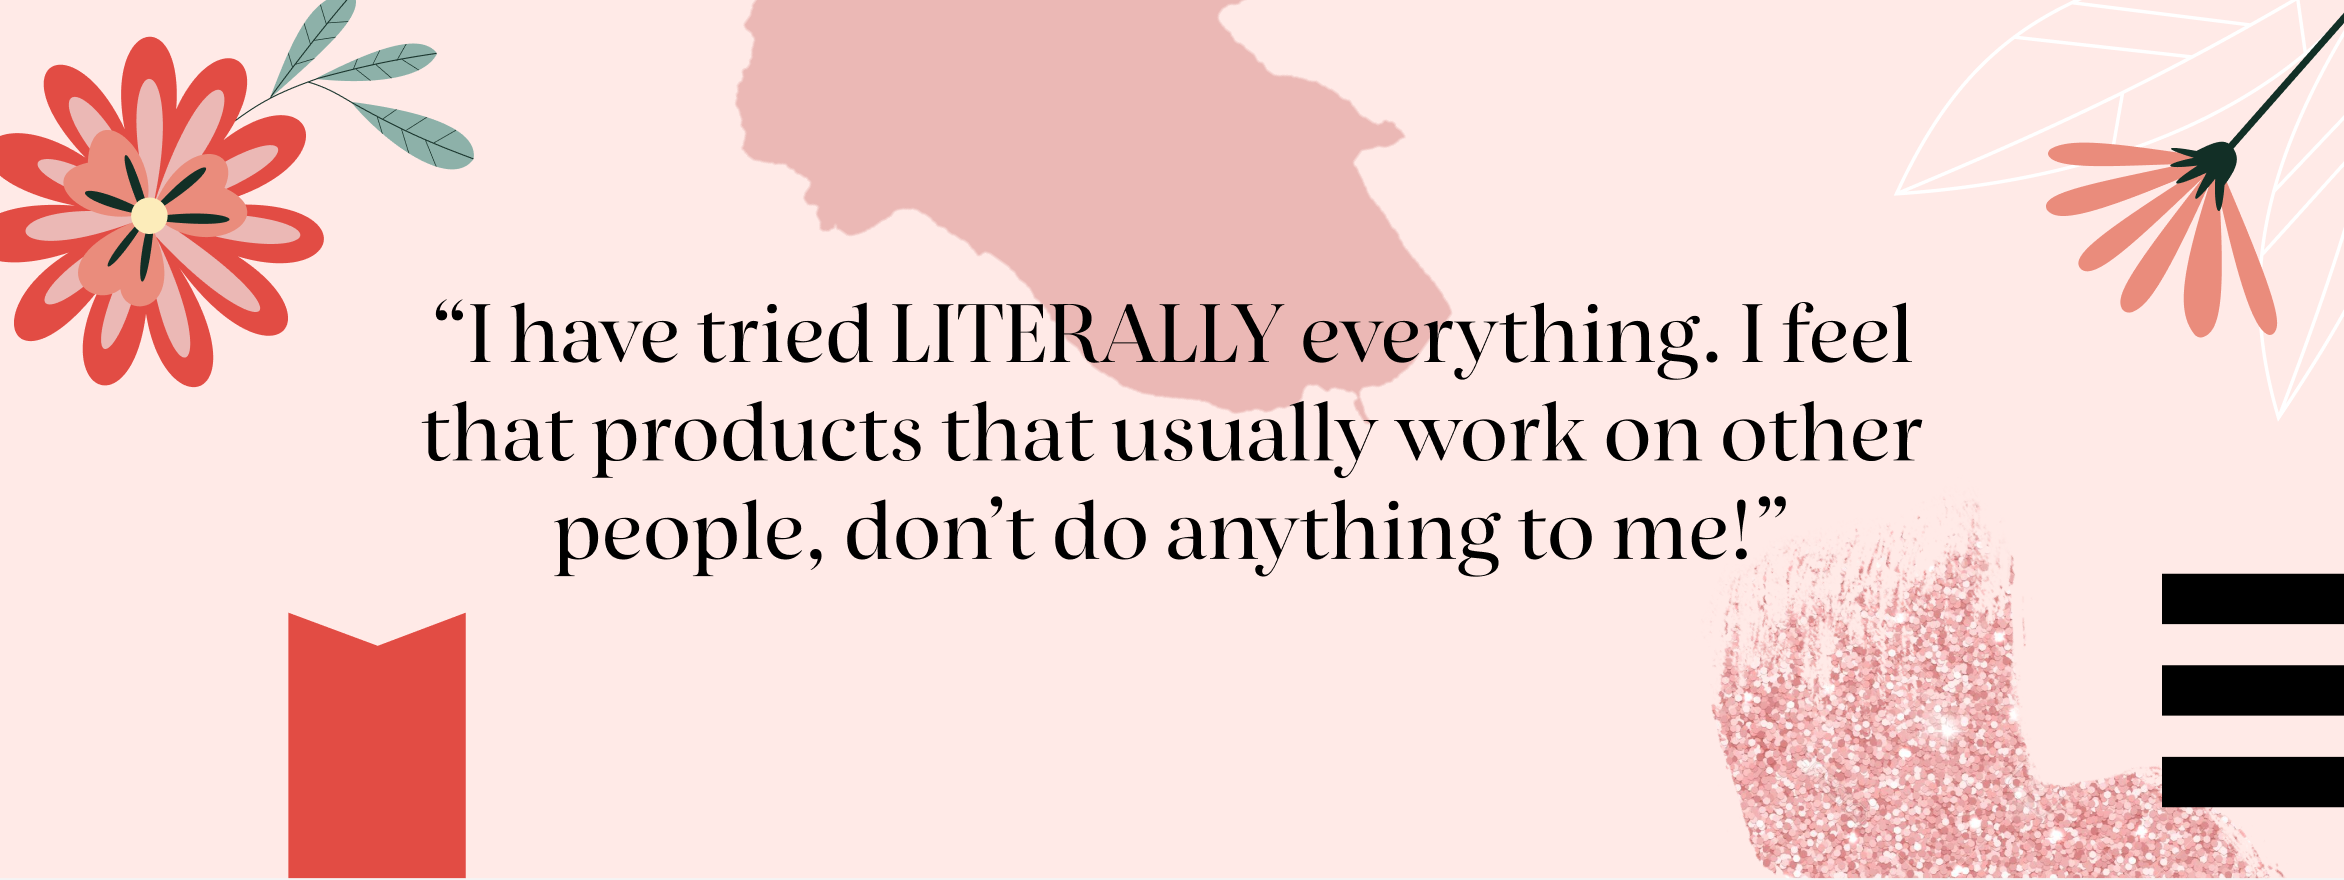 “I have tried LITERALLY everything. I feel
that products that usually work on other
people, don’t do anything to me!”